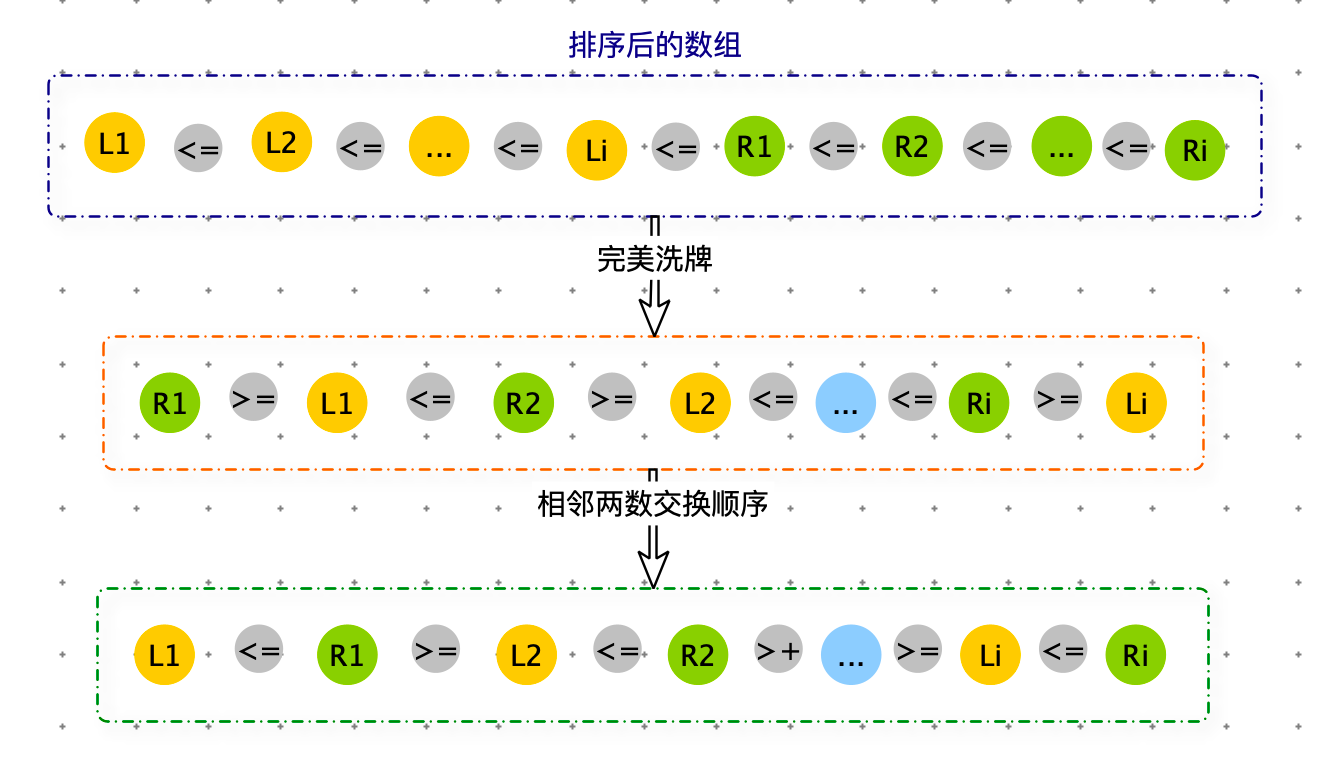 排序后的数组
L1 <= L2 <= ... <= Li <= R1 <= R2 <= ... <= Ri
完美洗牌
R1 >= L1 <= R2 >= L2 <= ... <= Ri >= Li
相邻两数交换顺序
L1 <= R1 >= L2 <= R2 >+ ... >= Li <= Ri